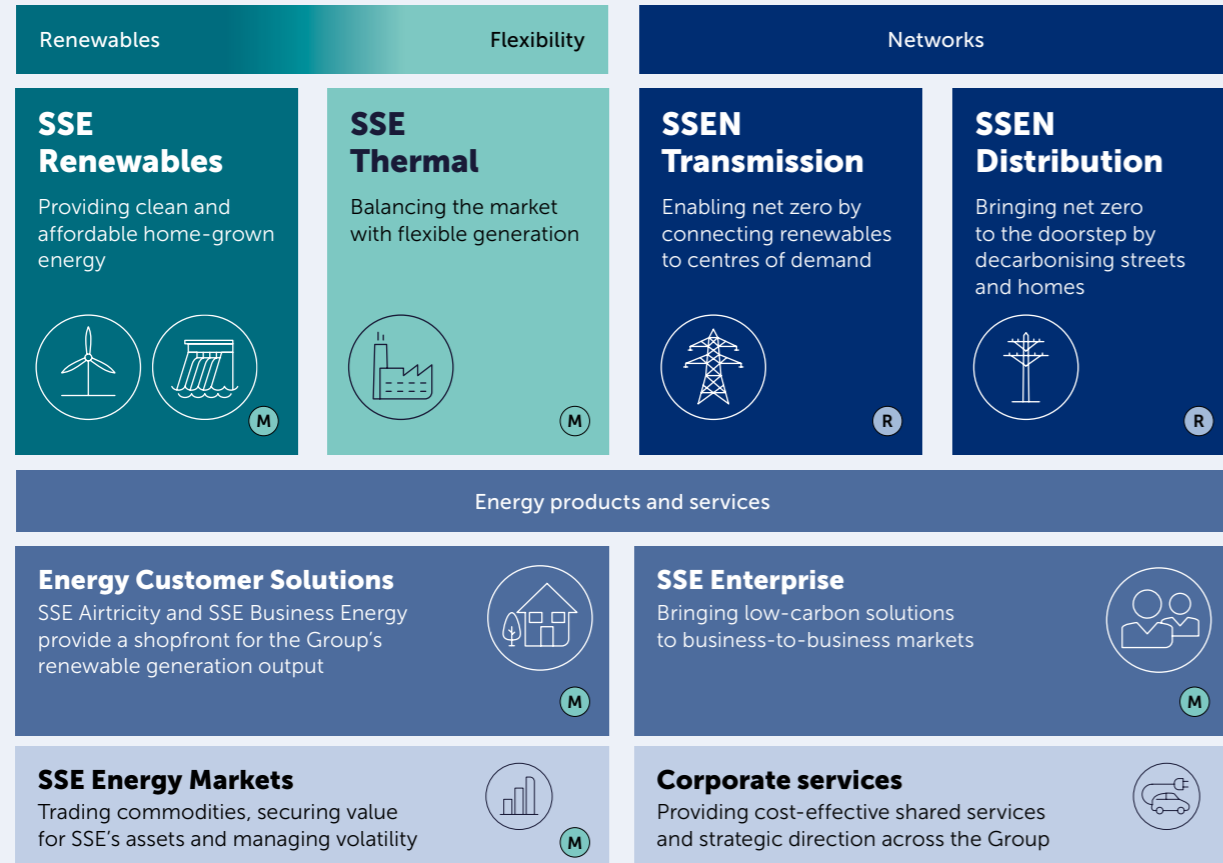 Renewables
Flexibility
Networks
SSE
Renewables
Providing clean and
affordable home-grown
energy
M
SSE
Thermal
Balancing the market
with flexible generation
M
SSEN
Transmission
Enabling net zero by
connecting renewables
to centres of demand
R
SSEN
Distribution
Bringing net zero
to the doorstep by
decarbonising streets
and homes
R
Energy products and services
Energy Customer Solutions
SSE Airtricity and SSE Business Energy
provide a shopfront for the Group’s
renewable generation output
M
SSE Enterprise
Bringing low-carbon solutions
to business-to-business markets
M
SSE Energy Markets
Trading commodities, securing value
for SSE’s assets and managing volatility
M
Corporate services
Providing cost-effective shared services
and strategic direction across the Group